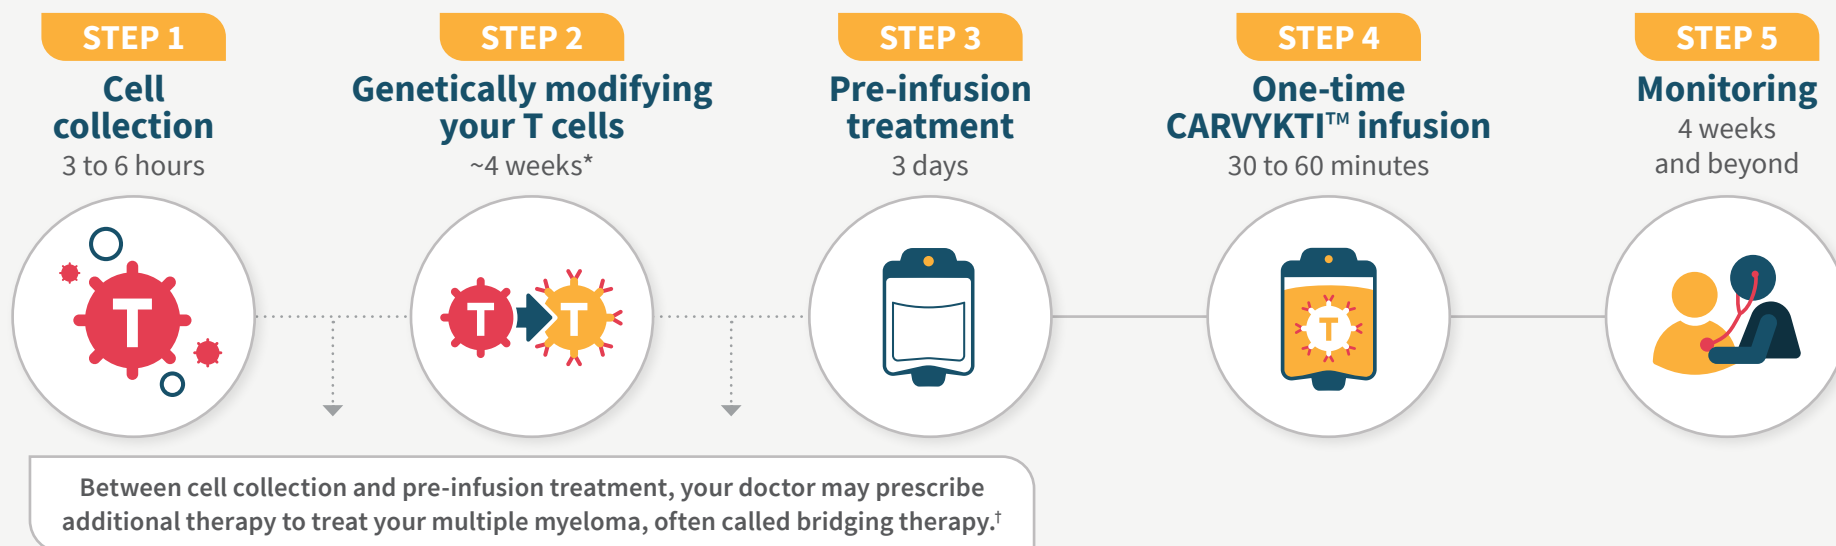 STEP 1
Cell
collection
3 to 6 hours
T
STEP 2
Genetically modifying
your T cells
~4 weeks*
T
T
STEP 3
Pre-infusion
treatment
3 days
STEP 4
One-time
CARVYKTI™ infusion
30 to 60 minutes
T
STEP 5
Monitoring
4 weeks
and beyond
Between cell collection and pre-infusion treatment, your doctor may prescribe
additional therapy to treat your multiple myeloma, often called bridging therapy.†